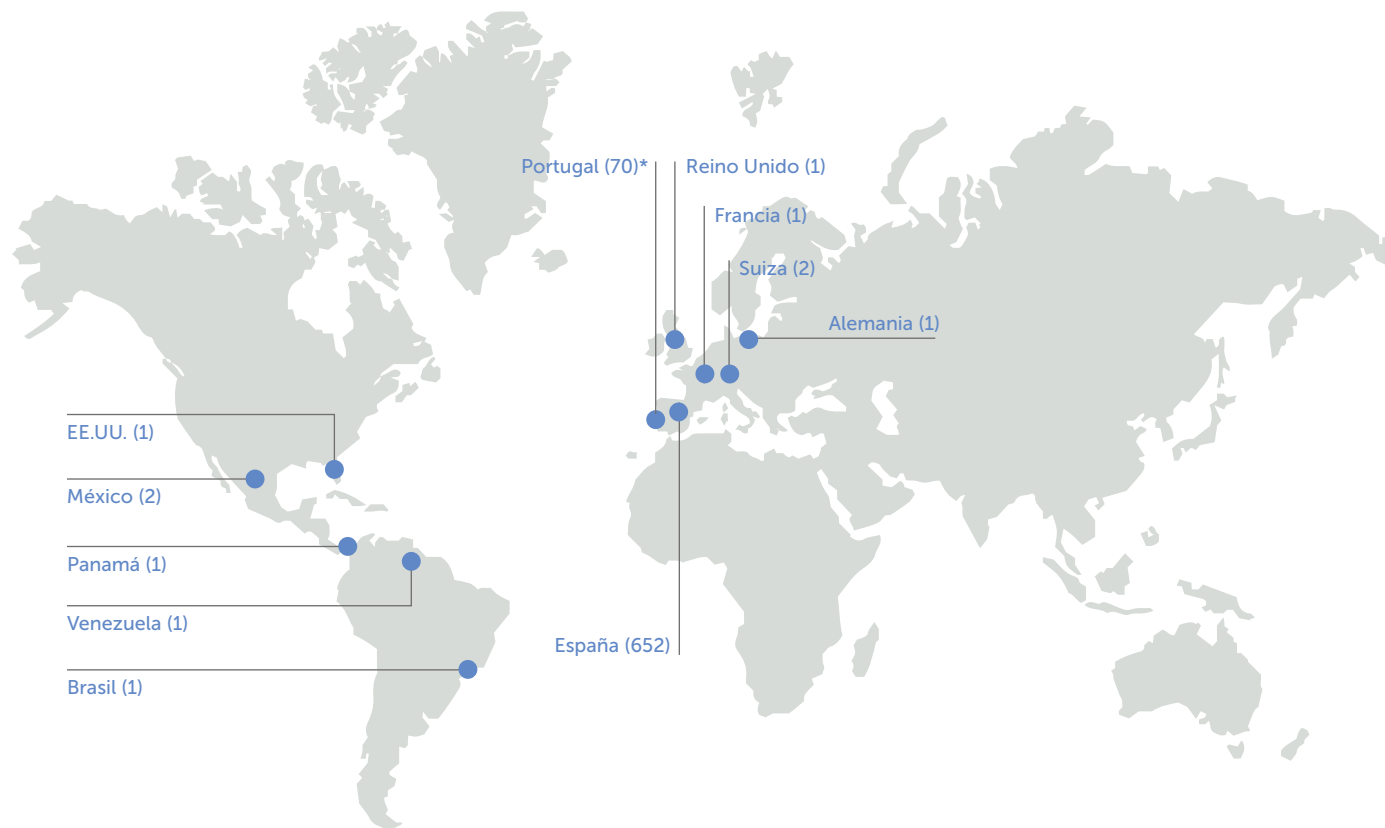 Portugal (70)*
Reino Unido (1)
Francia (1)
Suiza (2)
Alemania (1)
EE.UU. (1)
México (2)
Panamá (1)
Venezuela (1)
España (652)
Brasil (1)